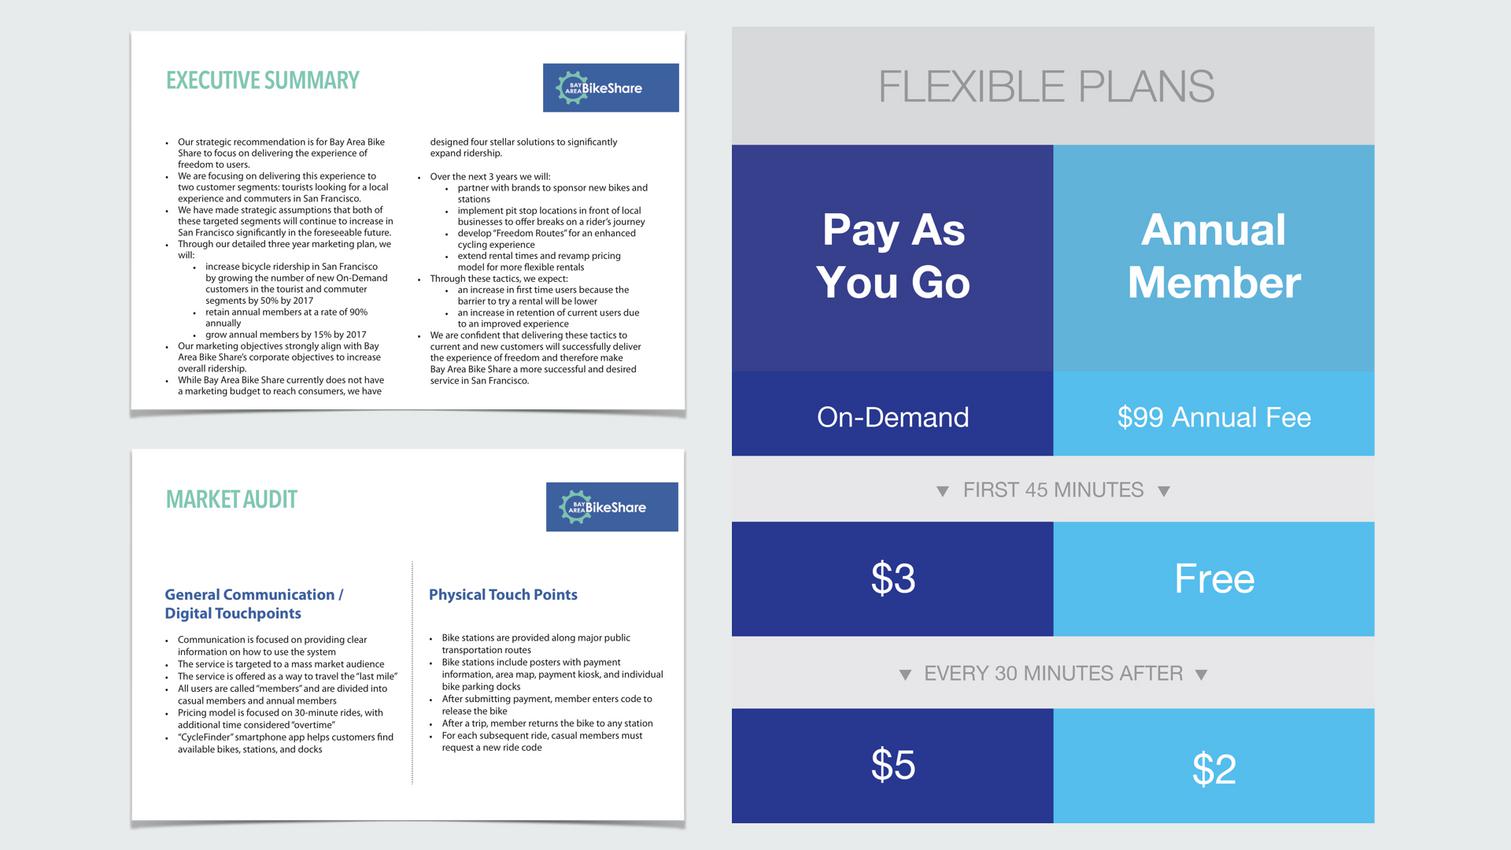 EXECUTIVE SUMMARY
BAY AREA BikeShare
• Our strategic recommendation is for Bay Area Bike
Share to focus on delivering the experience of
freedom to users.
• We are focusing on delivering this experience to
two customer segments: tourists looking for a local
experience and commuters in San Francisco.
• We have made strategic assumptions that both of
these targeted segments will continue to increase in
San Francisco significantly in the foreseeable future.
• Through our detailed three year marketing plan, we
will:
• increase bicycle ridership in San Francisco
by growing the number of new On-Demand
customers in the tourist and commuter
segments by 50% by 2017
• retain annual members at a rate of 90%
annually
• grow annual members by 15% by 2017
• Our marketing objectives strongly align with Bay
Area Bike Share's corporate objectives to increase
overall ridership.
• While Bay Area Bike Share currently does not have
a marketing budget to reach consumers, we have
designed four stellar solutions to significantly
expand ridership.
• Over the next 3 years we will:
• partner with brands to sponsor new bikes and
stations
• implement pit stop locations in front of local
businesses to offer breaks on a rider's journey
• develop "Freedom Routes" for an enhanced
cycling experience
• extend rental times and revamp pricing
model for more flexible rentals
• Through these tactics, we expect:
• an increase in first time users because the
barrier to try a rental will be lower
• an increase in retention of current users due
to an improved experience
• We are confident that delivering these tactics to
current and new customers will successfully deliver
the experience of freedom and therefore make
Bay Area Bike Share a more successful and desired
service in San Francisco.
MARKET AUDIT
BAY AREA BikeShare
General Communication /
Digital Touchpoints
• Communication is focused on providing clear
information on how to use the system
• The service is targeted to a mass market audience
• The service is offered as a way to travel the "last mile"
• All users are called "members" and are divided into
casual members and annual members
• Pricing model is focused on 30-minute rides, with
additional time considered "overtime"
• "CycleFinder" smartphone app helps customers find
available bikes, stations, and docks
Physical Touch Points
• Bike stations are provided along major public
transportation routes
• Bike stations include posters with payment
information, area map, payment kiosk, and individual
bike parking docks
• After submitting payment, member enters code to
release the bike
• After a trip, member returns the bike to any station
• For each subsequent ride, casual members must
request a new ride code
FLEXIBLE PLANS
Pay As
You Go
Annual
Member
On-Demand
$99 Annual Fee
▼ FIRST 45 MINUTES ▼
$3
Free
▼ EVERY 30 MINUTES AFTER ▼
$5
$2